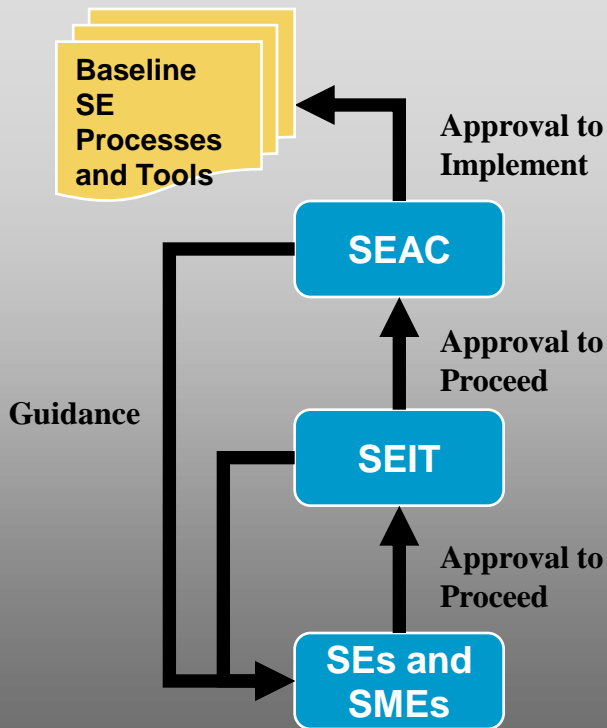 Baseline
SE
Processes
and Tools
Approval to
Implement
SEAC
Approval to
Proceed
Guidance
SEIT
Approval to
Proceed
SEs and
SMEs